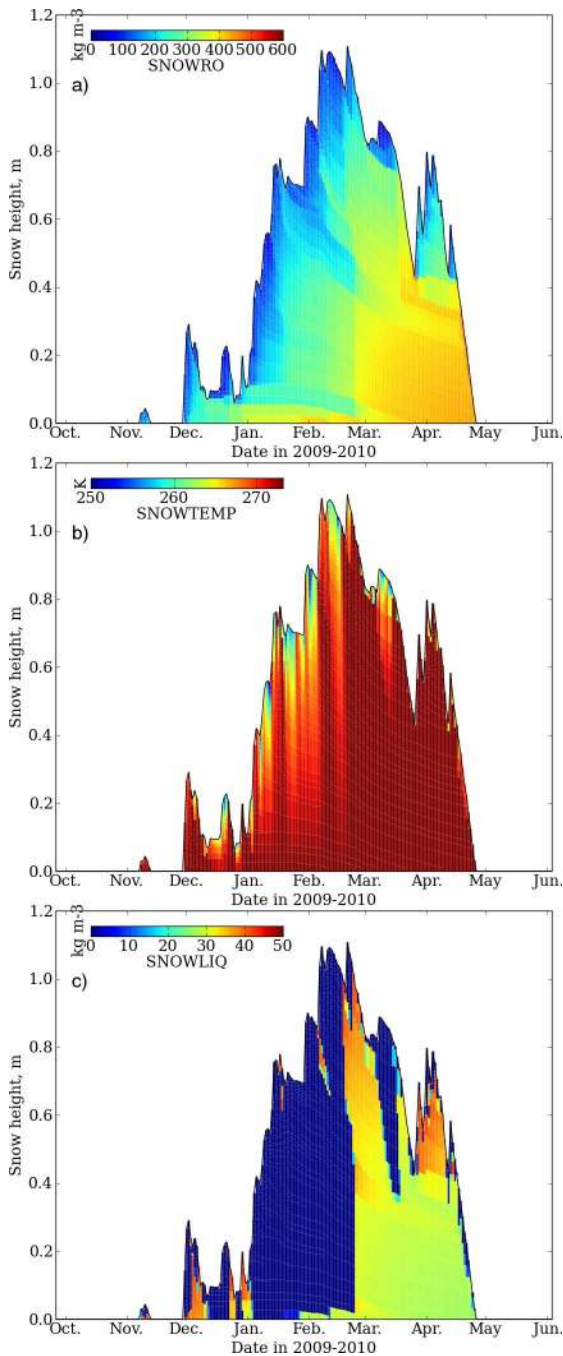 1.2
kg m-3
0 100 200 300 400 500 600
SNOWRO
a)
1.0
0.8
Snow height, m
0.6
0.4
0.2
0.0
Oct. Nov. Dec. Jan. Feb. Mar. Apr. May Jun.
Date in 2009-2010
1.2
K
250 260 270
SNOWTEMP
b)
1.0
0.8
Snow height, m
0.6
0.4
0.2
0.0
Oct. Nov. Dec. Jan. Feb. Mar. Apr. May Jun.
Date in 2009-2010
1.2
kg m-3
0 10 20 30 40 50
SNOWLIQ
c)
1.0
0.8
Snow height, m
0.6
0.4
0.2
0.0
Oct. Nov. Dec. Jan. Feb. Mar. Apr. May Jun.
Date in 2009-2010